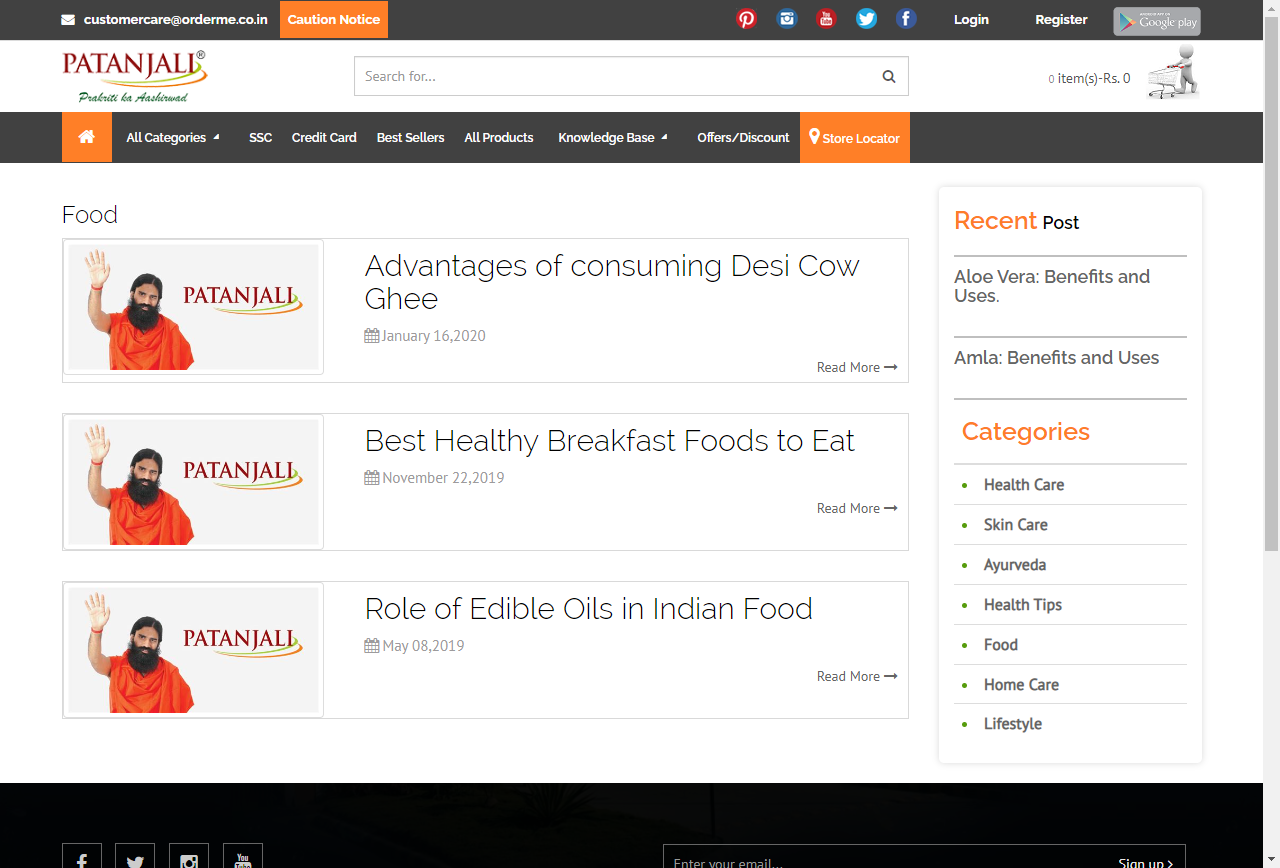 customercare@orderme.co.in Caution Notice Login Register ANDROID APP ON Google play
PATANJALI® Prakriti ka Aashirwad
Search for...
0 item(s)-Rs. 0
All Categories SSC Credit Card Best Sellers All Products Knowledge Base Offers/Discount Store Locator
Food
PATANJALI
Advantages of consuming Desi Cow
Ghee
January 16,2020
Read More
PATANJALI
Best Healthy Breakfast Foods to Eat
November 22,2019
Read More
PATANJALI
Role of Edible Oils in Indian Food
May 08,2019
Read More
Recent Post
Aloe Vera: Benefits and
Uses.
Amla: Benefits and Uses
Categories
Health Care
Skin Care
Ayurveda
Health Tips
Food
Home Care
Lifestyle
You
Enter your email... Sign up